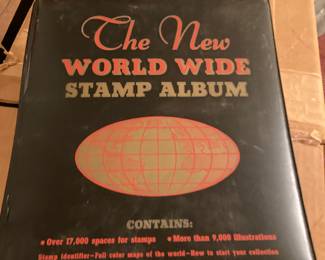 The New
WORLD WIDE
STAMP ALBUM
CONTAINS:
• Over 17,000 spaces for stamps • More than 9,000 illustrations
Stamp identifier—Full color maps of the world—How to start your collection